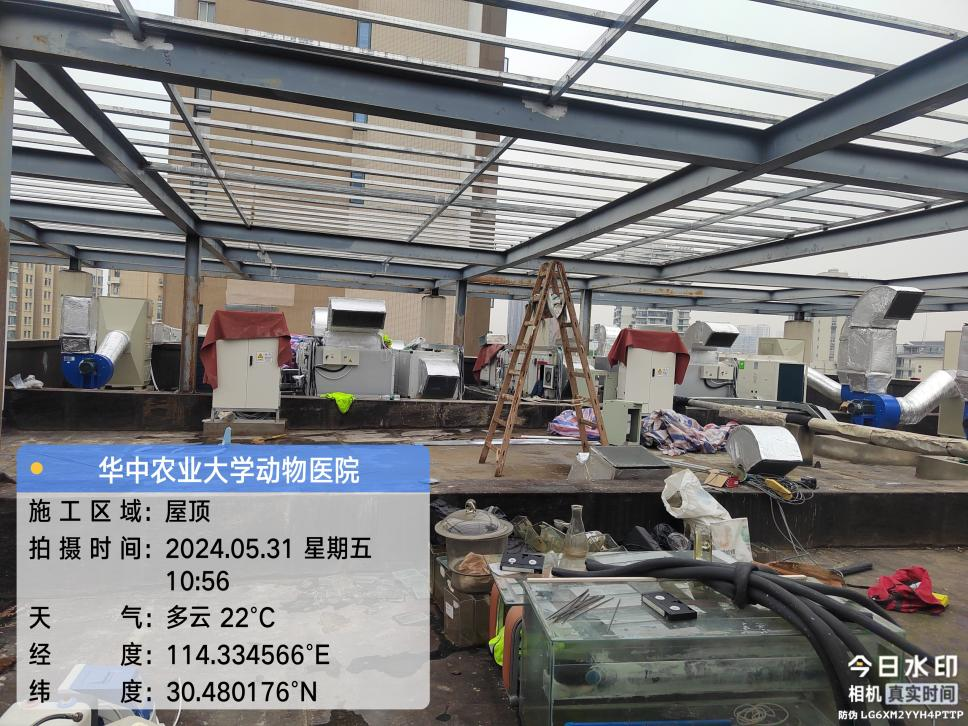 华中农业大学动物医院
施工区域：屋顶
拍摄时间：2024.05.31 星期五
10:56
天气：多云 22°C
经度：114.334566°E
纬度：30.480176°N
今日水印
相机 真实时间
防伪 LG6XM2YYH4PTTP